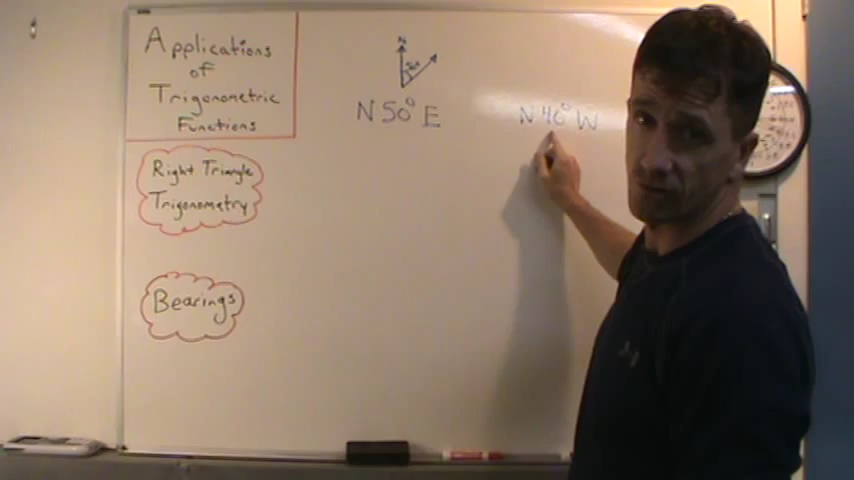 Applications
of
Trigonometric
Functions
Right Triangle
Trigonometry
Bearings
N
50°
N 50° E
N 40° W